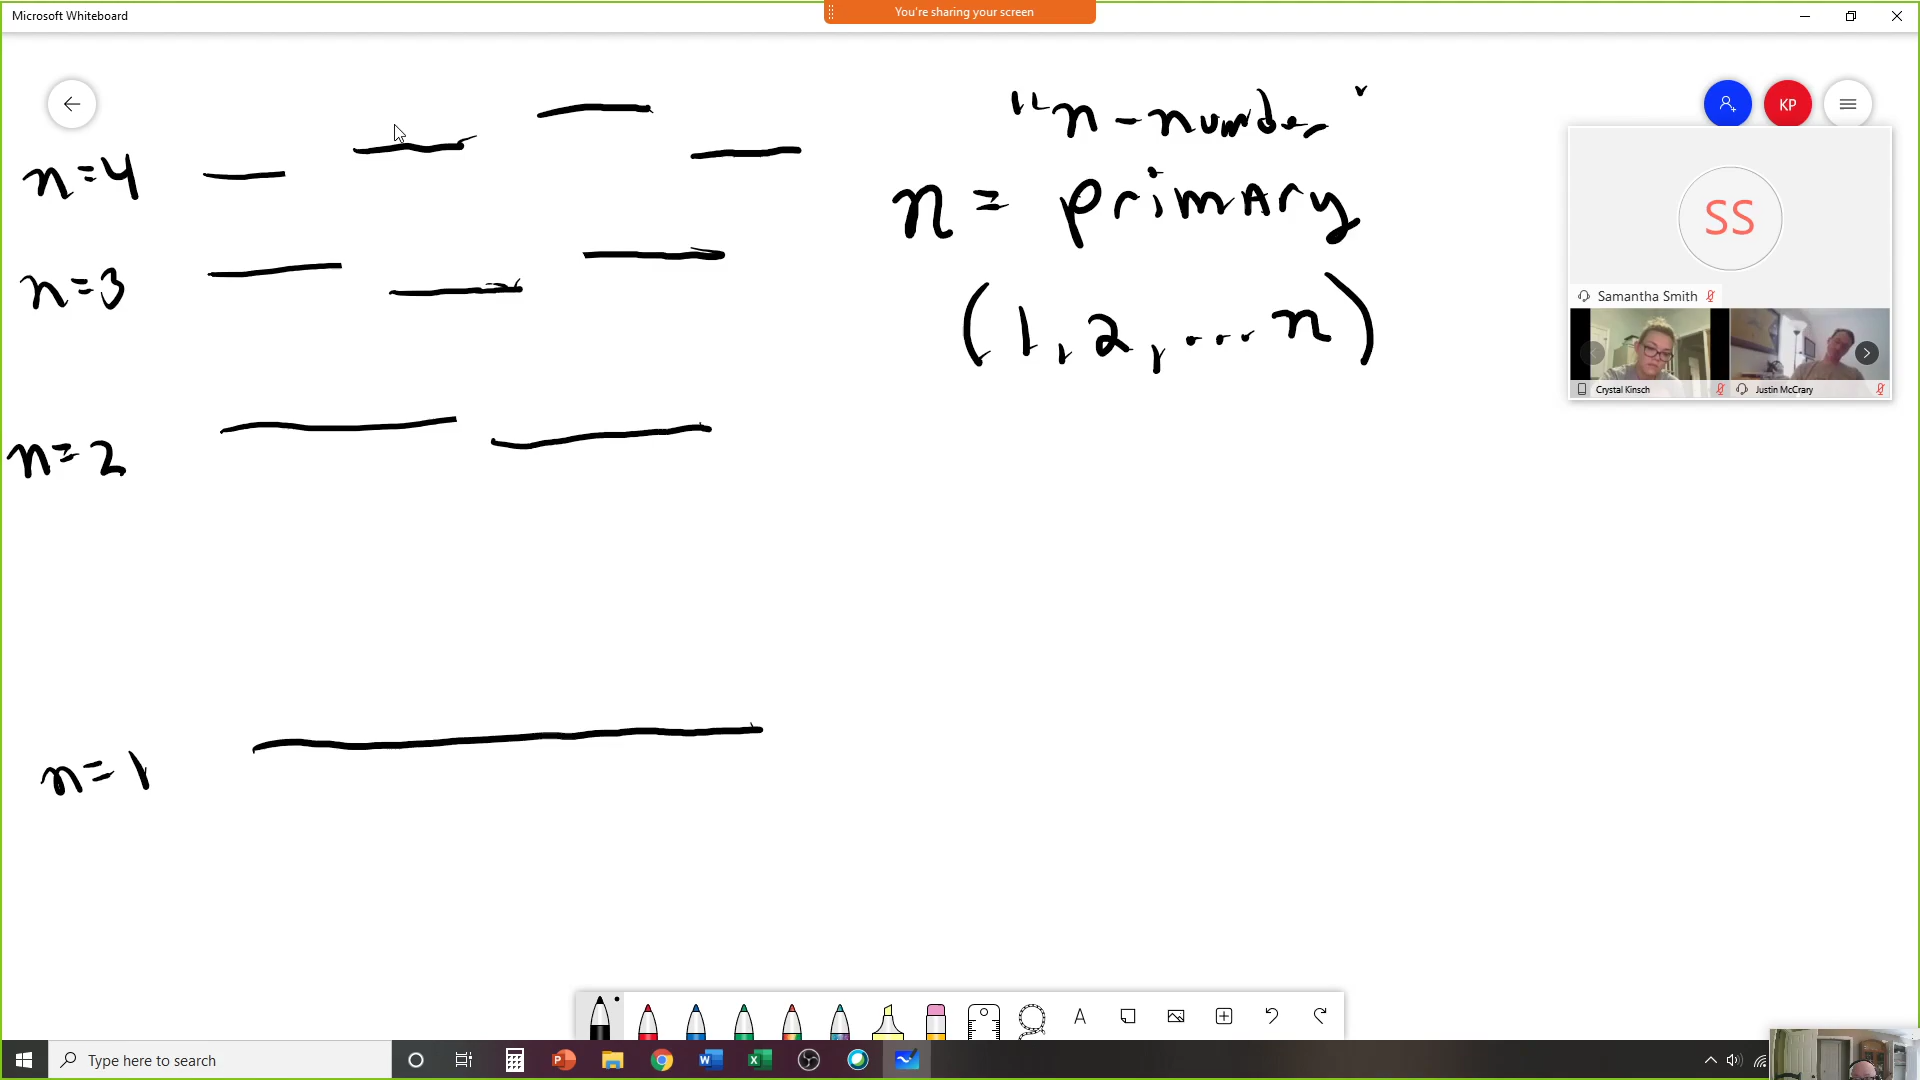 Microsoft Whiteboard
You're sharing your screen
"n-number"
KP
n=4
n = primary
SS
n=3
Samantha Smith
(1, 2, ... n)
Crystal Kinsch
Justin McCrary
n=2
n=1
A
Type here to search